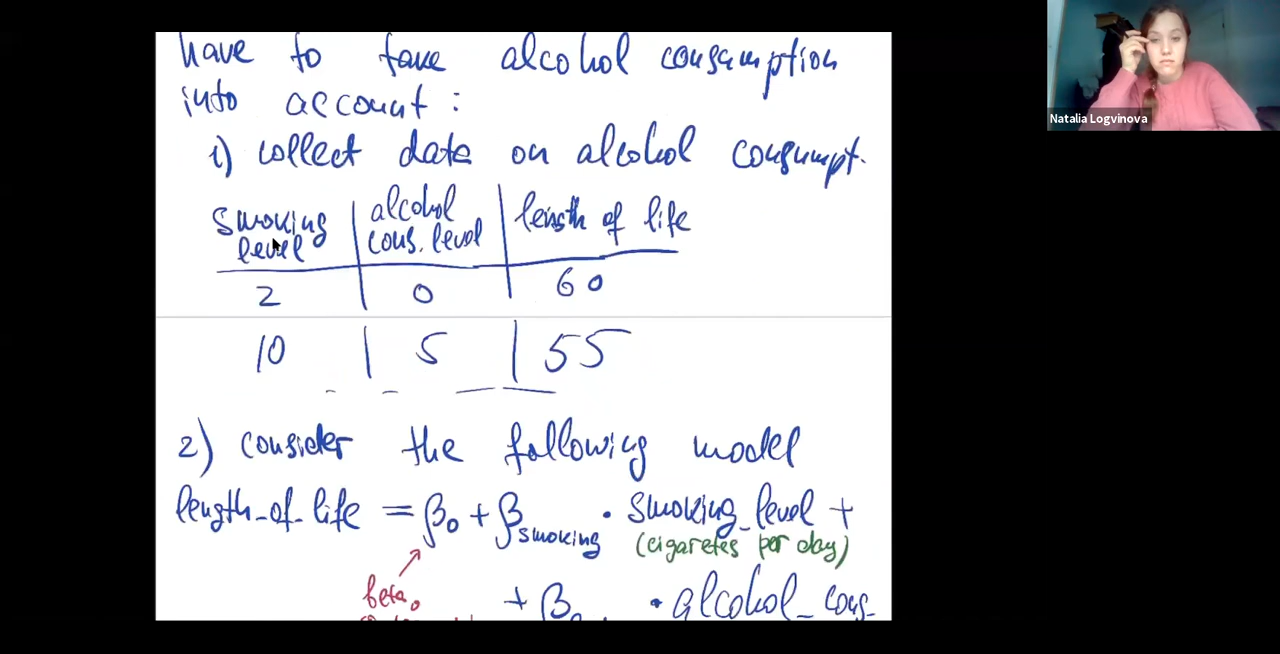 have to take alcohol consumption
into account:
1) collect data on alcohol consumpt.
smoking level | alcohol cons. level | length of life
2 | 0 | 60
10 | 5 | 55
2) consider the following model
length_of_life = β0 + βsmoking · smoking_level +
(cigaretes per day)
beta0
+ β · alcohol_cons_
Natalia Logvinova